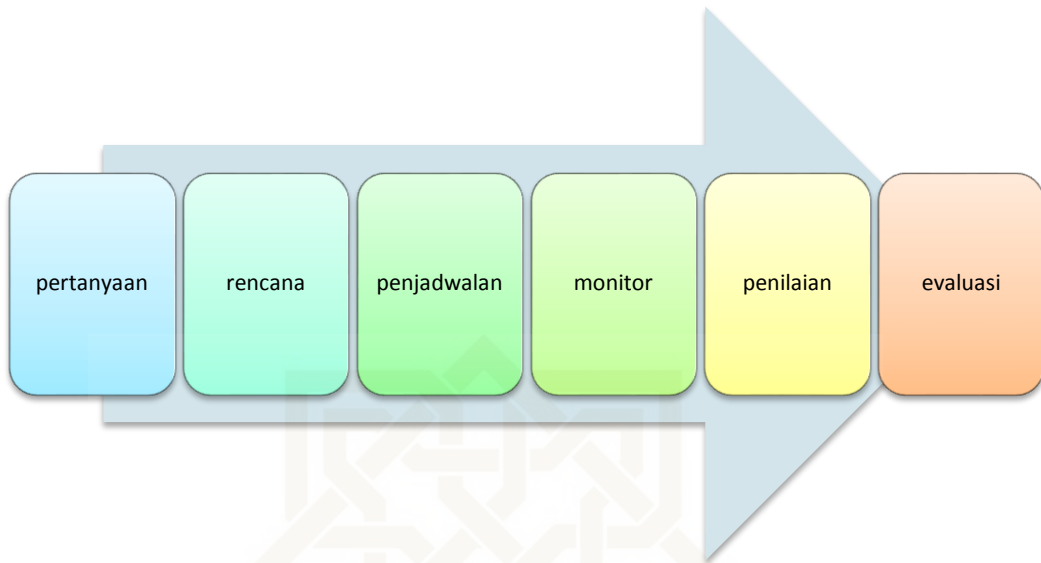 pertanyaan
rencana
penjadwalan
monitor
penilaian
evaluasi